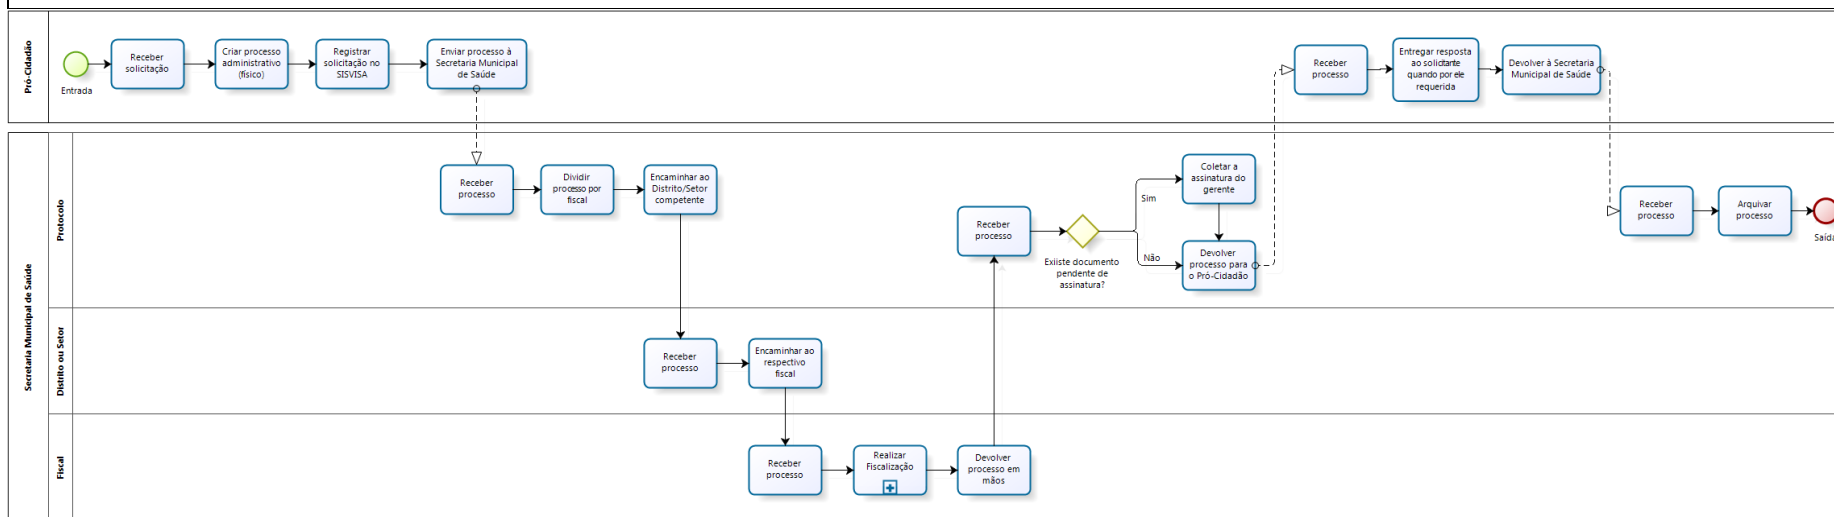 Pró-Cidadão
Entrada
Receber
solicitação
Criar processo
administrativo
(físico)
Registrar
solicitação no
SISVISA
Enviar processo à
Secretaria Municipal
de Saúde
Receber
processo
Entregar resposta
ao solicitante
quando por ele
requerida
Devolver à Secretaria
Municipal de Saúde
Secretaria Municipal de Saúde
Protocolo
Receber
processo
Dividir
processo por
fiscal
Encaminhar ao
Distrito/Setor
competente
Receber
processo
Exiiste documento
pendente de
assinatura?
Sim
Não
Coletar a
assinatura do
gerente
Devolver
processo para
o Pró-Cidadão
Receber
processo
Arquivar
processo
Saída
Distrito ou Setor
Receber
processo
Encaminhar ao
respectivo
fiscal
Fiscal
Receber
processo
Realizar
Fiscalização
Devolver
processo em
mãos